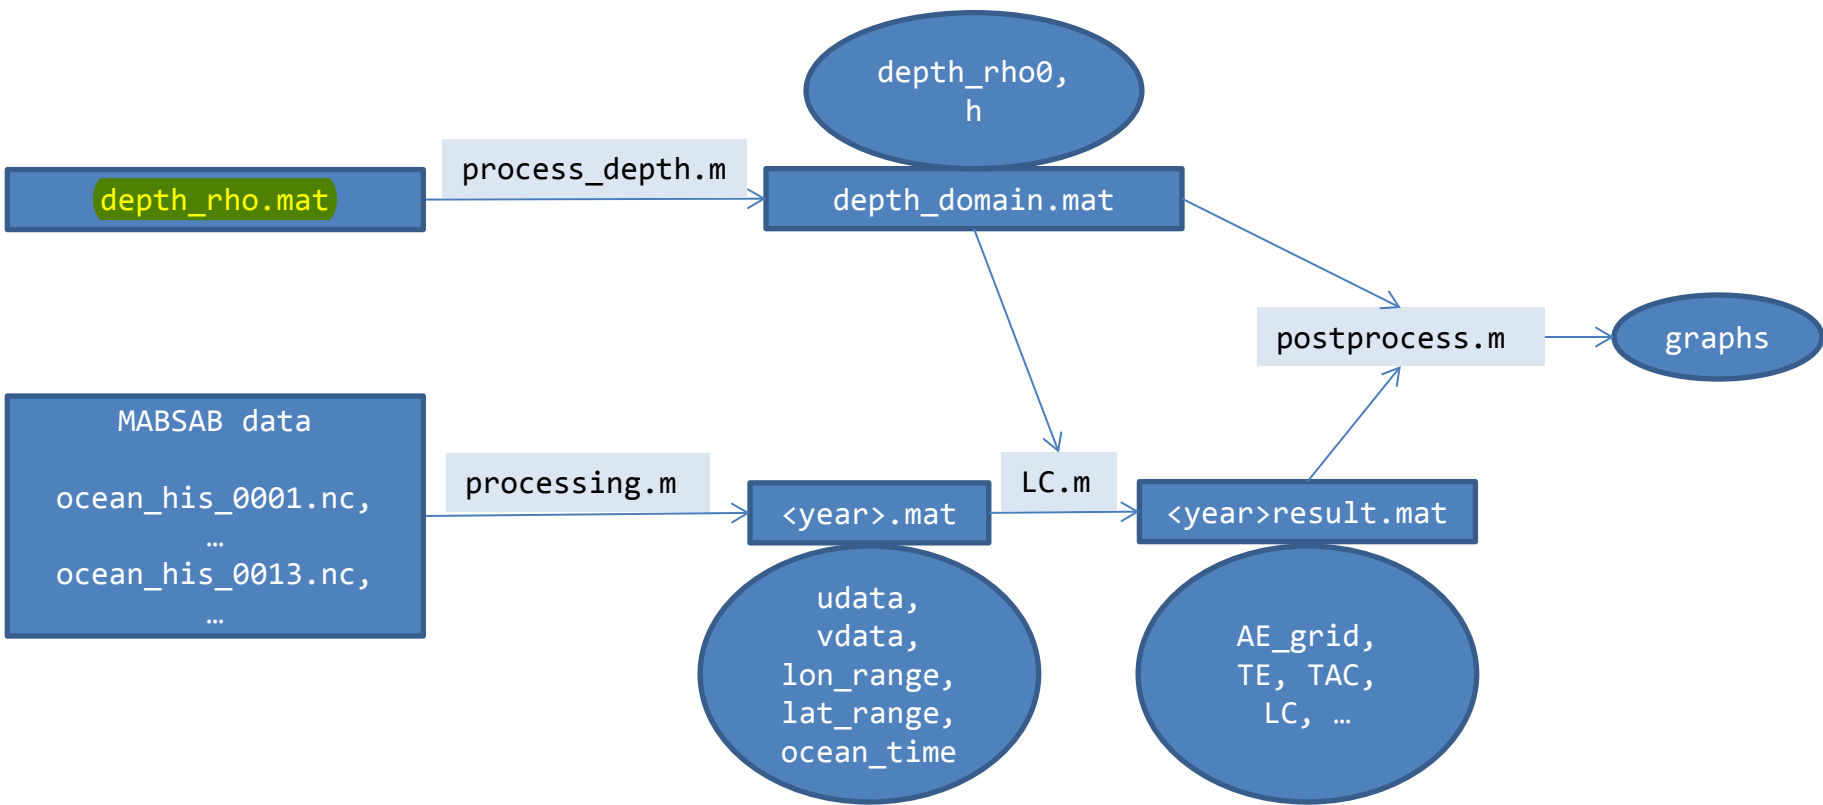 depth_rho0,
h
process_depth.m
depth_rho.mat
depth_domain.mat
postprocess.m
graphs
MABSAB data
ocean_his_0001.nc,
…
ocean_his_0013.nc,
…
processing.m
LC.m
<year>.mat
<year>result.mat
udata,
vdata,
lon_range,
lat_range,
ocean_time
AE_grid,
TE, TAC,
LC, …